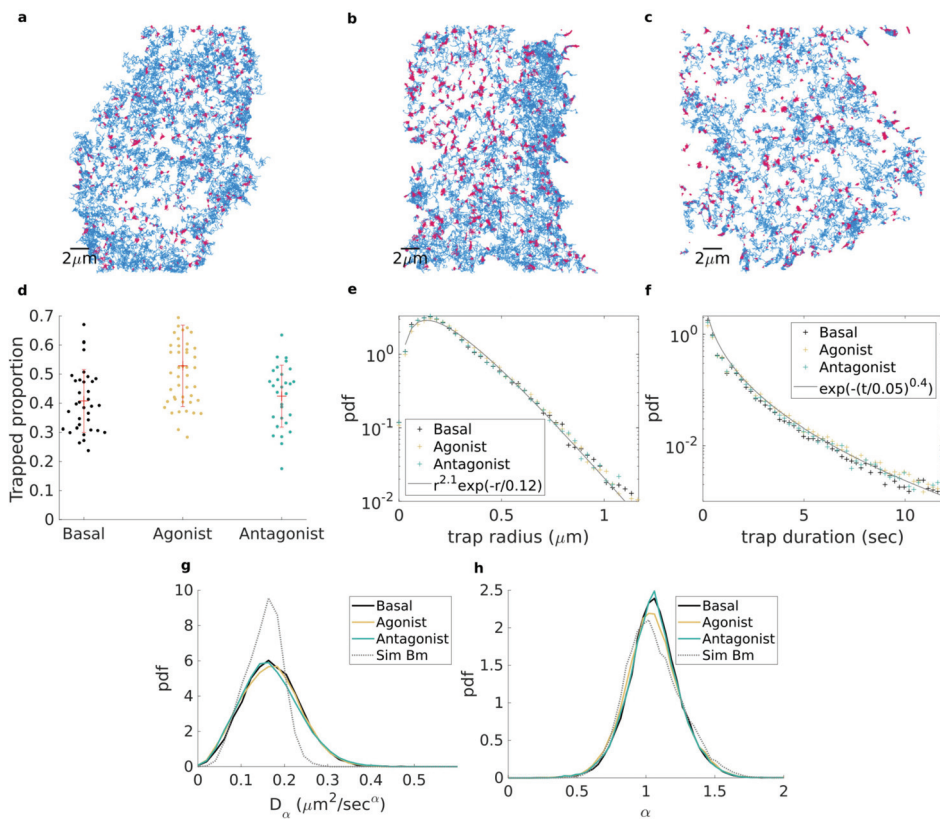 a
b
c
2μm
2μm
2μm
d
e
f
0.7
0.6
0.5
0.4
0.3
0.2
0.1
0
Trapped proportion
Basal
Agonist
Antagonist
10^0
10^-1
10^-2
pdf
Basal
Agonist
Antagonist
r^2.1exp(-r/0.12)
0
0.5
1
trap radius (μm)
10^0
10^-2
pdf
Basal
Agonist
Antagonist
exp(-(t/0.05)^0.4)
0
5
10
trap duration (sec)
g
h
10
8
6
4
2
0
pdf
Basal
Agonist
Antagonist
Sim Bm
0
0.1
0.2
0.3
0.4
0.5
D_α (μm^2/sec^α)
2.5
2
1.5
1
0.5
0
pdf
Basal
Agonist
Antagonist
Sim Bm
0
0.5
1
1.5
2
α